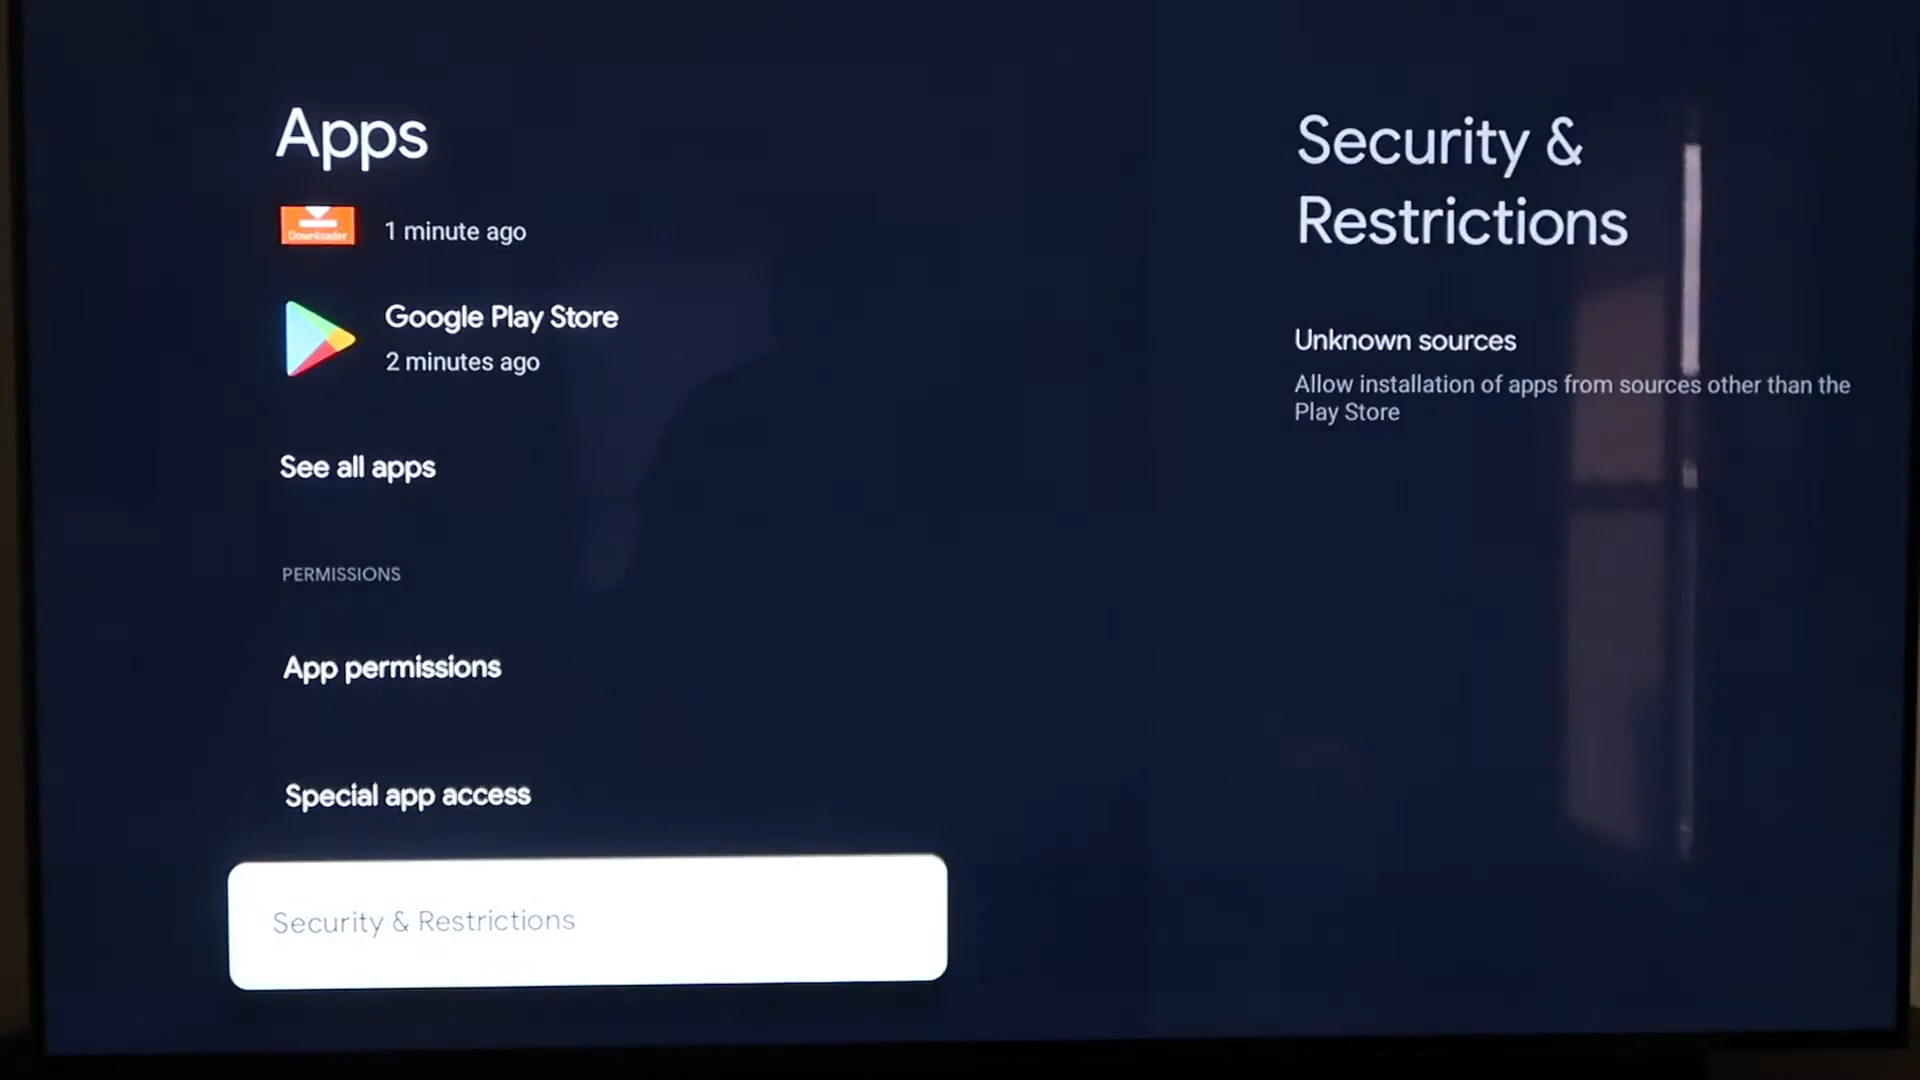 Apps
Downloader
1 minute ago
Google Play Store
2 minutes ago
See all apps
PERMISSIONS
App permissions
Special app access
Security & Restrictions
Security &
Restrictions
Unknown sources
Allow installation of apps from sources other than the
Play Store